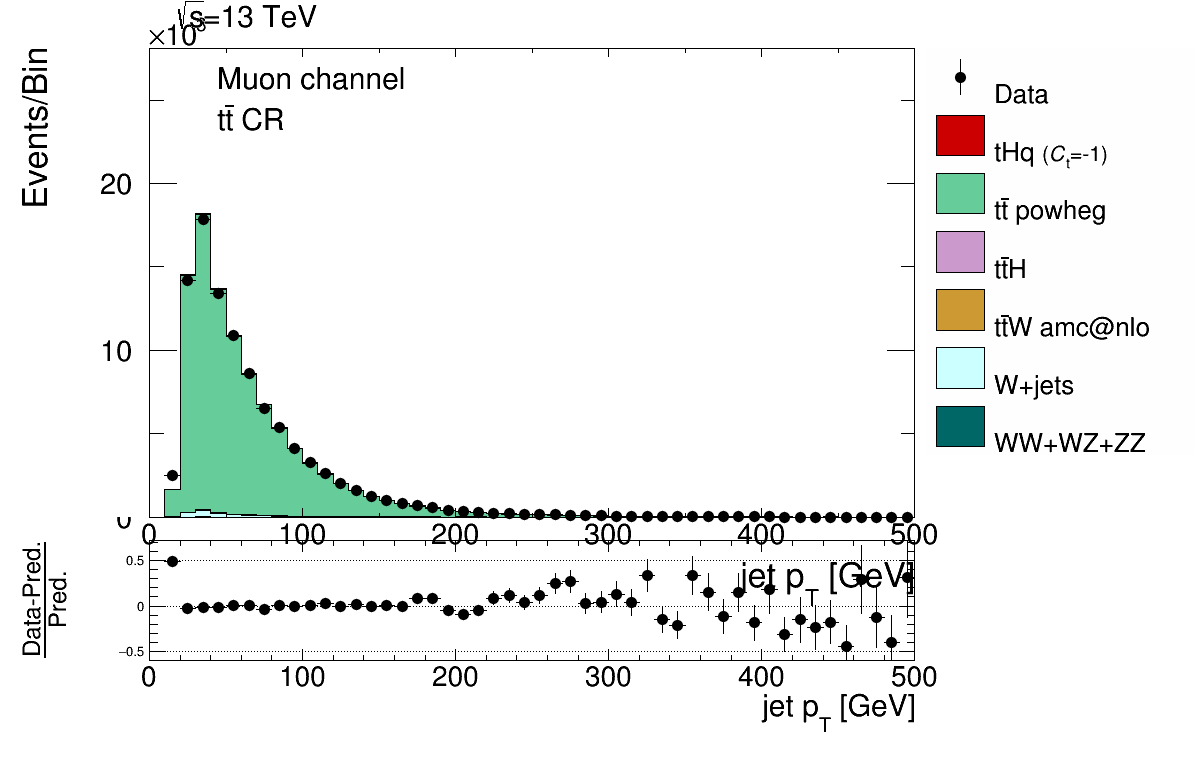 √s=13 TeV
×10³
Events/Bin
Muon channel
tt̄ CR
20
10
0
0 100 200 300 400 500
jet p_T [GeV]
Data
tHq (C_t=-1)
tt̄ powheg
tt̄H
tt̄W amc@nlo
W+jets
WW+WZ+ZZ
Data-Pred.
Pred.
0.5
0
−0.5
0 100 200 300 400 500
jet p_T [GeV]